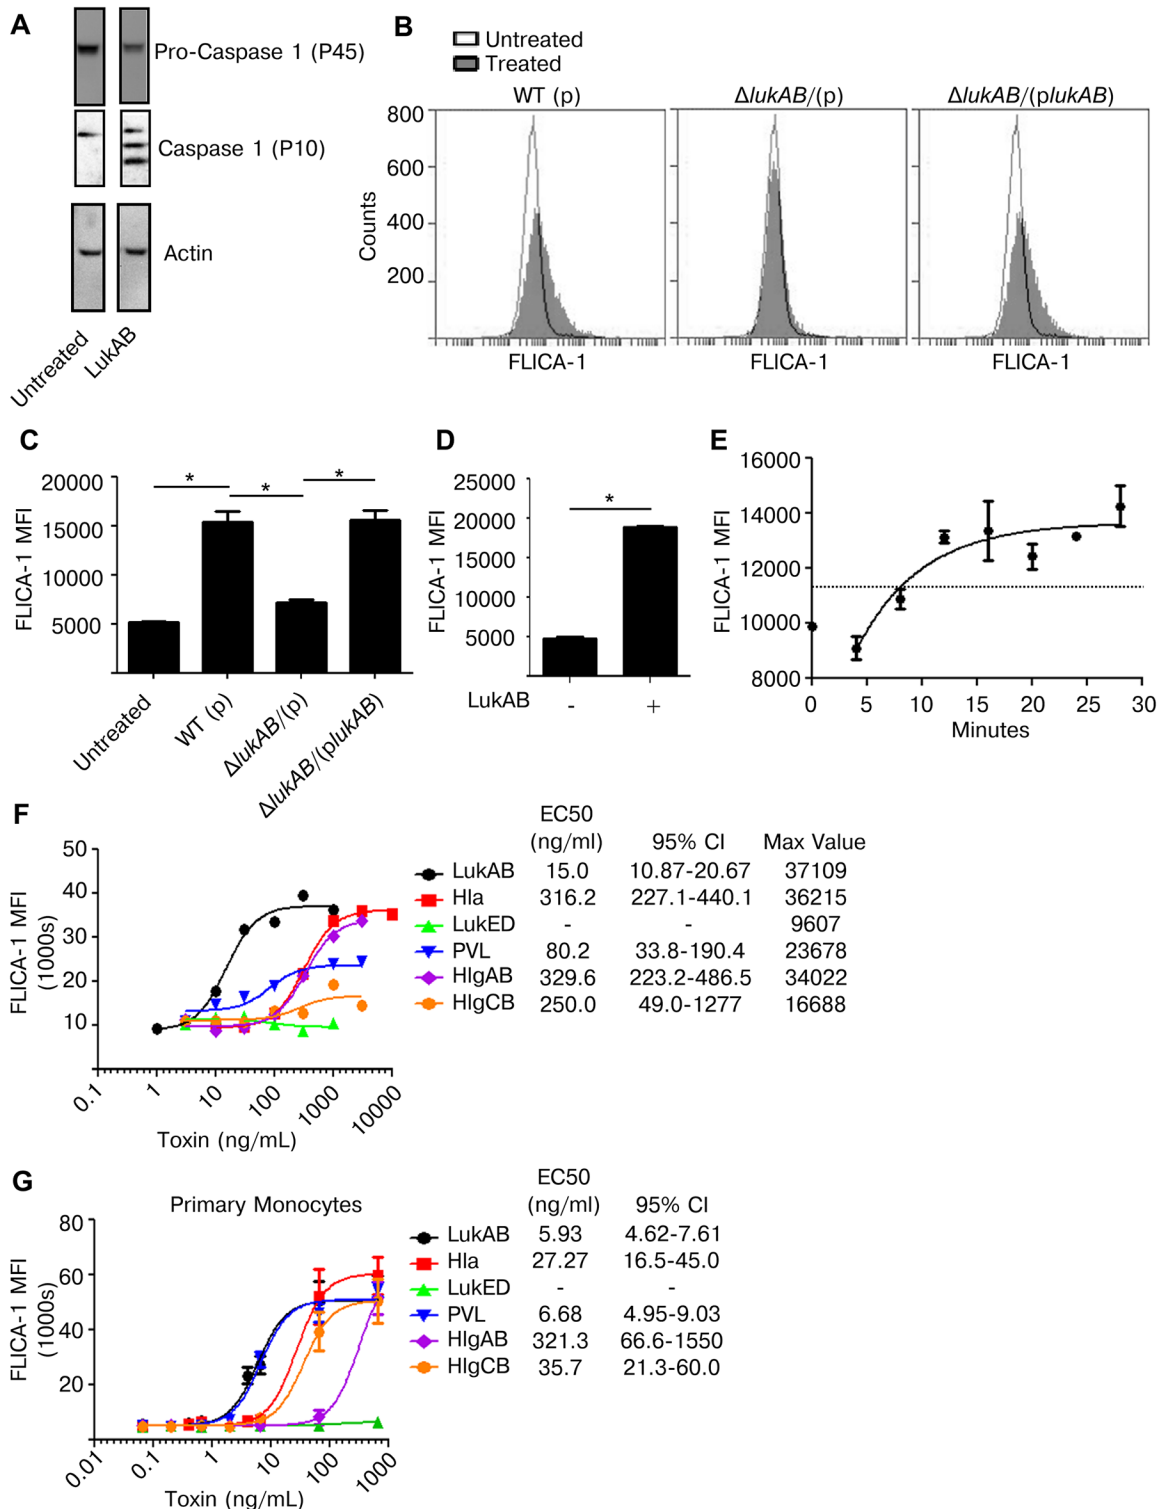 A
Pro-Caspase 1 (P45)
Caspase 1 (P10)
Actin
Untreated
LukAB
B
Untreated
Treated
WT (p)
ΔlukAB/(p)
ΔlukAB/(plukAB)
800
600
400
200
Counts
FLICA-1
FLICA-1
FLICA-1
C
20000
15000
10000
5000
FLICA-1 MFI
*
*
*
Untreated
WT (p)
ΔlukAB/(p)
ΔlukAB/(plukAB)
D
25000
20000
15000
10000
5000
FLICA-1 MFI
*
LukAB - +
E
16000
14000
12000
10000
8000
FLICA-1 MFI
0 5 10 15 20 25 30
Minutes
F
50
40
30
20
10
FLICA-1 MFI
(1000s)
0.1 1 10 100 1000 10000
Toxin (ng/mL)
EC50
(ng/ml) 95% CI Max Value
LukAB 15.0 10.87-20.67 37109
Hla 316.2 227.1-440.1 36215
LukED - - 9607
PVL 80.2 33.8-190.4 23678
HlgAB 329.6 223.2-486.5 34022
HlgCB 250.0 49.0-1277 16688
G
Primary Monocytes
80
60
40
20
FLICA-1 MFI
(1000s)
0.01 0.1 1 10 100 1000
Toxin (ng/mL)
EC50
(ng/ml) 95% CI
LukAB 5.93 4.62-7.61
Hla 27.27 16.5-45.0
LukED - -
PVL 6.68 4.95-9.03
HlgAB 321.3 66.6-1550
HlgCB 35.7 21.3-60.0